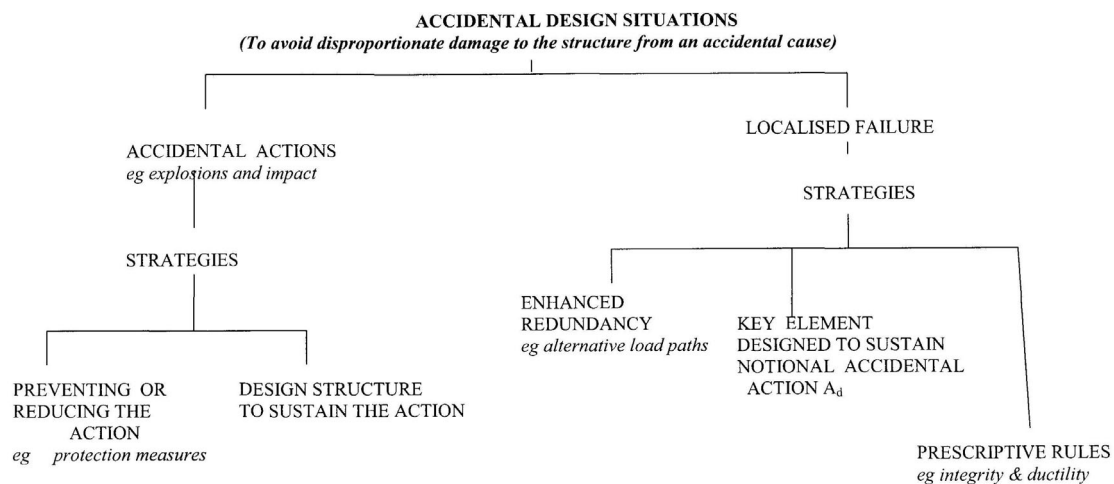 ACCIDENTAL DESIGN SITUATIONS
(To avoid disproportionate damage to the structure from an accidental cause)
ACCIDENTAL ACTIONS
eg explosions and impact
STRATEGIES
PREVENTING OR
REDUCING THE
ACTION
eg protection measures
DESIGN STRUCTURE
TO SUSTAIN THE ACTION
LOCALISED FAILURE
STRATEGIES
ENHANCED
REDUNDANCY
eg alternative load paths
KEY ELEMENT
DESIGNED TO SUSTAIN
NOTIONAL ACCIDENTAL
ACTION Ad
PRESCRIPTIVE RULES
eg integrity & ductility